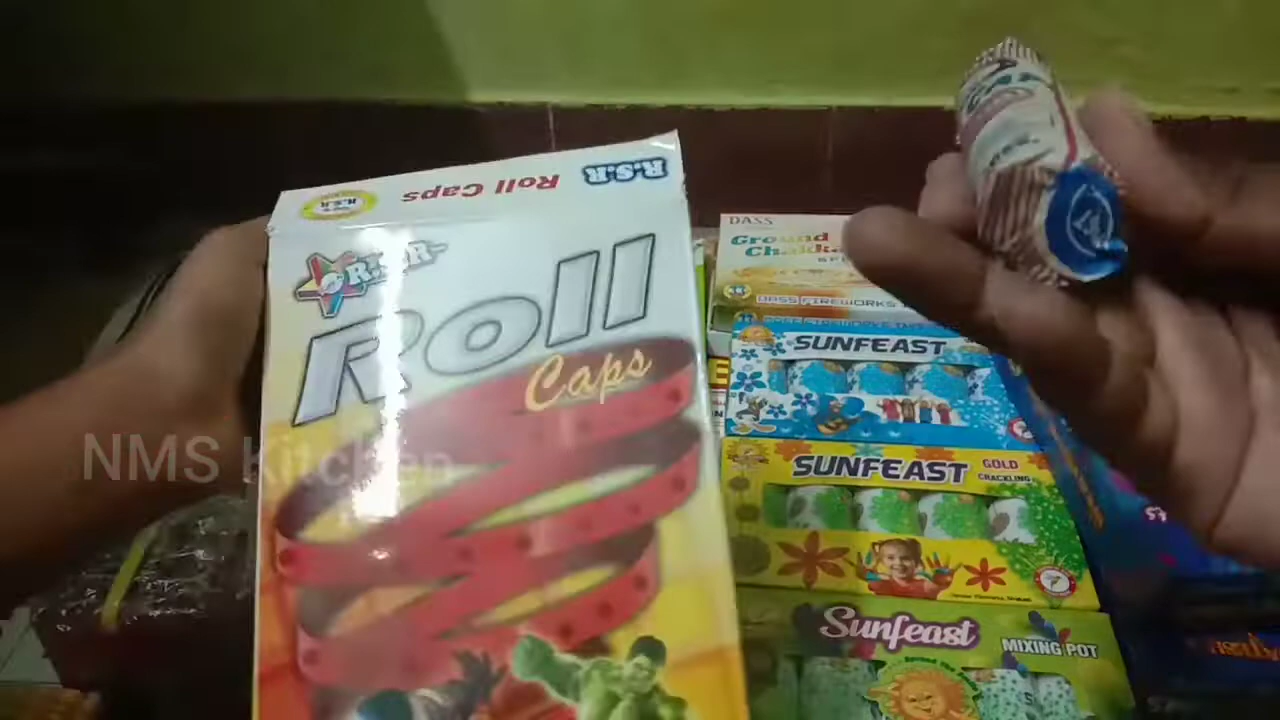 R.S.R
Roll Caps
R.S.R
R.S.R
Roll
Caps
NMS Kitchen
DASS
Ground
Chakka
DASS FIREWORKS
SUNFEAST
SUNFEAST
GOLD
CRACKLING
Sunfeast
MIXING POT